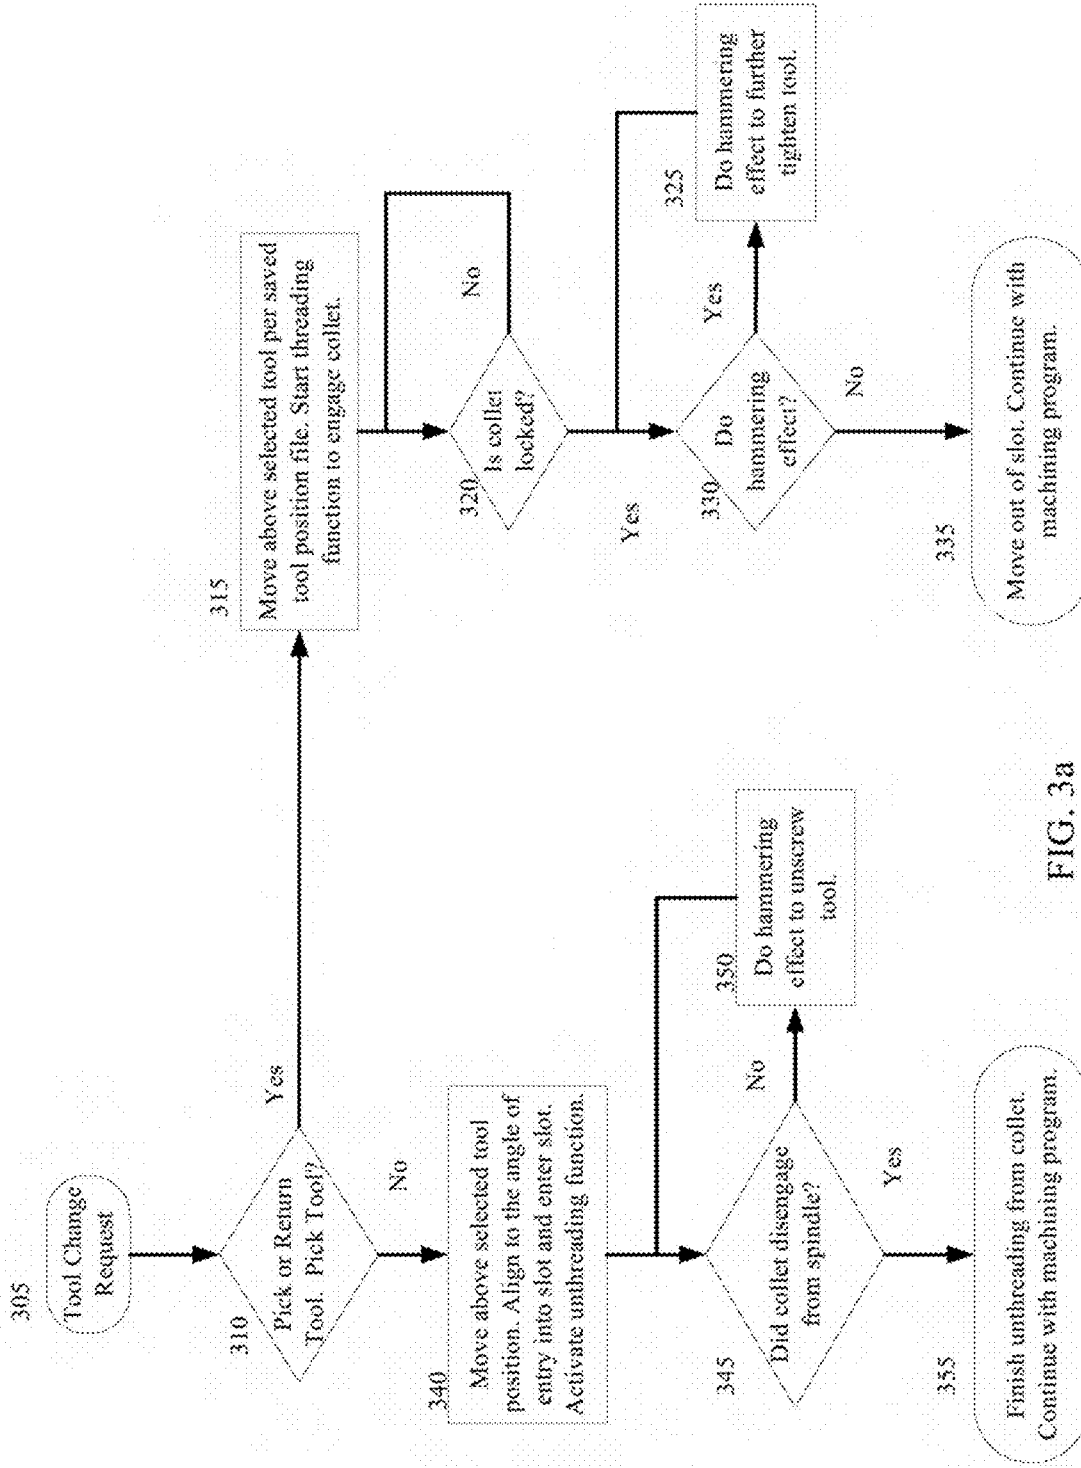 305
Tool Change
Request
310
Pick or Return
Tool. Pick Tool?
Yes
No
315
Move above selected tool per saved
tool position file. Start threading
function to engage collet.
320
Is collet
locked?
No
Yes
330
Do
hammering
effect?
Yes
No
325
Do hammering
effect to further
tighten tool.
335
Move out of slot. Continue with
machining program.
340
Move above selected tool
position. Align to the angle of
entry into slot and enter slot.
Activate unthreading function.
345
Did collet disengage
from spindle?
No
Yes
350
Do hammering
effect to unscrew
tool.
355
Finish unthreading from collet.
Continue with machining program.
FIG. 3a